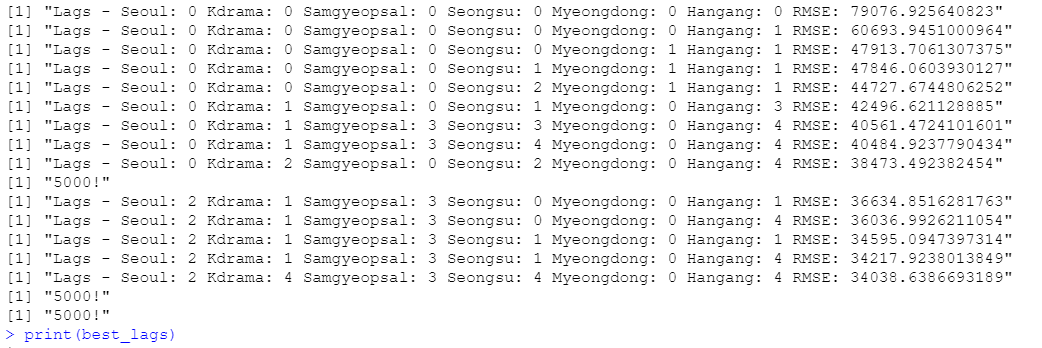 [1] "Lags - Seoul: 0 Kdrama: 0 Samgyeopsal: 0 Seongsu: 0 Myeongdong: 0 Hangang: 0 RMSE: 79076.925640823"
[1] "Lags - Seoul: 0 Kdrama: 0 Samgyeopsal: 0 Seongsu: 0 Myeongdong: 0 Hangang: 1 RMSE: 60693.9451000964"
[1] "Lags - Seoul: 0 Kdrama: 0 Samgyeopsal: 0 Seongsu: 0 Myeongdong: 1 Hangang: 1 RMSE: 47913.7061307375"
[1] "Lags - Seoul: 0 Kdrama: 0 Samgyeopsal: 0 Seongsu: 1 Myeongdong: 1 Hangang: 1 RMSE: 47846.0603930127"
[1] "Lags - Seoul: 0 Kdrama: 0 Samgyeopsal: 0 Seongsu: 2 Myeongdong: 1 Hangang: 1 RMSE: 44727.6744806252"
[1] "Lags - Seoul: 0 Kdrama: 1 Samgyeopsal: 0 Seongsu: 1 Myeongdong: 0 Hangang: 3 RMSE: 42496.621128885"
[1] "Lags - Seoul: 0 Kdrama: 1 Samgyeopsal: 3 Seongsu: 3 Myeongdong: 0 Hangang: 4 RMSE: 40561.4724101601"
[1] "Lags - Seoul: 0 Kdrama: 1 Samgyeopsal: 3 Seongsu: 4 Myeongdong: 0 Hangang: 4 RMSE: 40484.9237790434"
[1] "Lags - Seoul: 0 Kdrama: 2 Samgyeopsal: 0 Seongsu: 2 Myeongdong: 0 Hangang: 4 RMSE: 38473.492382454"
[1] "5000!"
[1] "Lags - Seoul: 2 Kdrama: 1 Samgyeopsal: 3 Seongsu: 0 Myeongdong: 0 Hangang: 1 RMSE: 36634.8516281763"
[1] "Lags - Seoul: 2 Kdrama: 1 Samgyeopsal: 3 Seongsu: 0 Myeongdong: 0 Hangang: 4 RMSE: 36036.9926211054"
[1] "Lags - Seoul: 2 Kdrama: 1 Samgyeopsal: 3 Seongsu: 1 Myeongdong: 0 Hangang: 1 RMSE: 34595.0947397314"
[1] "Lags - Seoul: 2 Kdrama: 1 Samgyeopsal: 3 Seongsu: 1 Myeongdong: 0 Hangang: 4 RMSE: 34217.9238013849"
[1] "Lags - Seoul: 2 Kdrama: 4 Samgyeopsal: 3 Seongsu: 4 Myeongdong: 0 Hangang: 4 RMSE: 34038.6386693189"
[1] "5000!"
[1] "5000!"
> print(best_lags)